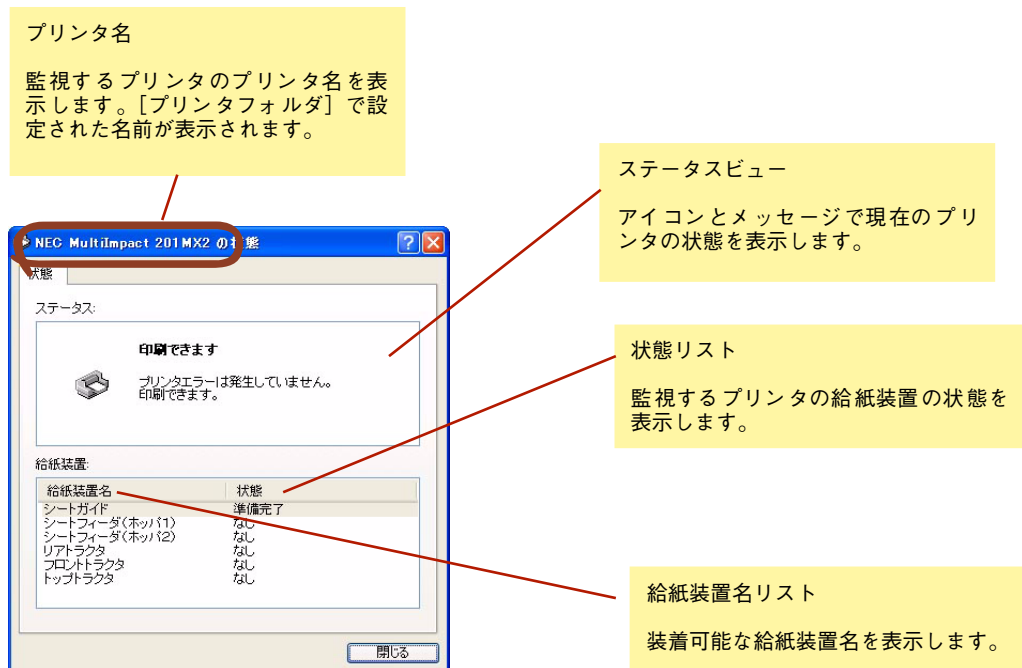 プリンタ名
監視するプリンタのプリンタ名を表
示します。[プリンタフォルダ]で設
定された名前が表示されます。
ステータスビュー
アイコンとメッセージで現在のプリ
ンタの状態を表示します。
NEC MultiImpact 201MX2 の状態
状態
ステータス:
印刷できます
プリンタエラーは発生していません。
印刷できます。
状態リスト
監視するプリンタの給紙装置の状態を
表示します。
給紙装置:
給紙装置名 状態
シートガイド 準備完了
シートフィーダ(ホッパ1) なし
シートフィーダ(ホッパ2) なし
リアトラクタ なし
フロントトラクタ なし
トップトラクタ なし
給紙装置名リスト
装着可能な給紙装置名を表示します。
閉じる